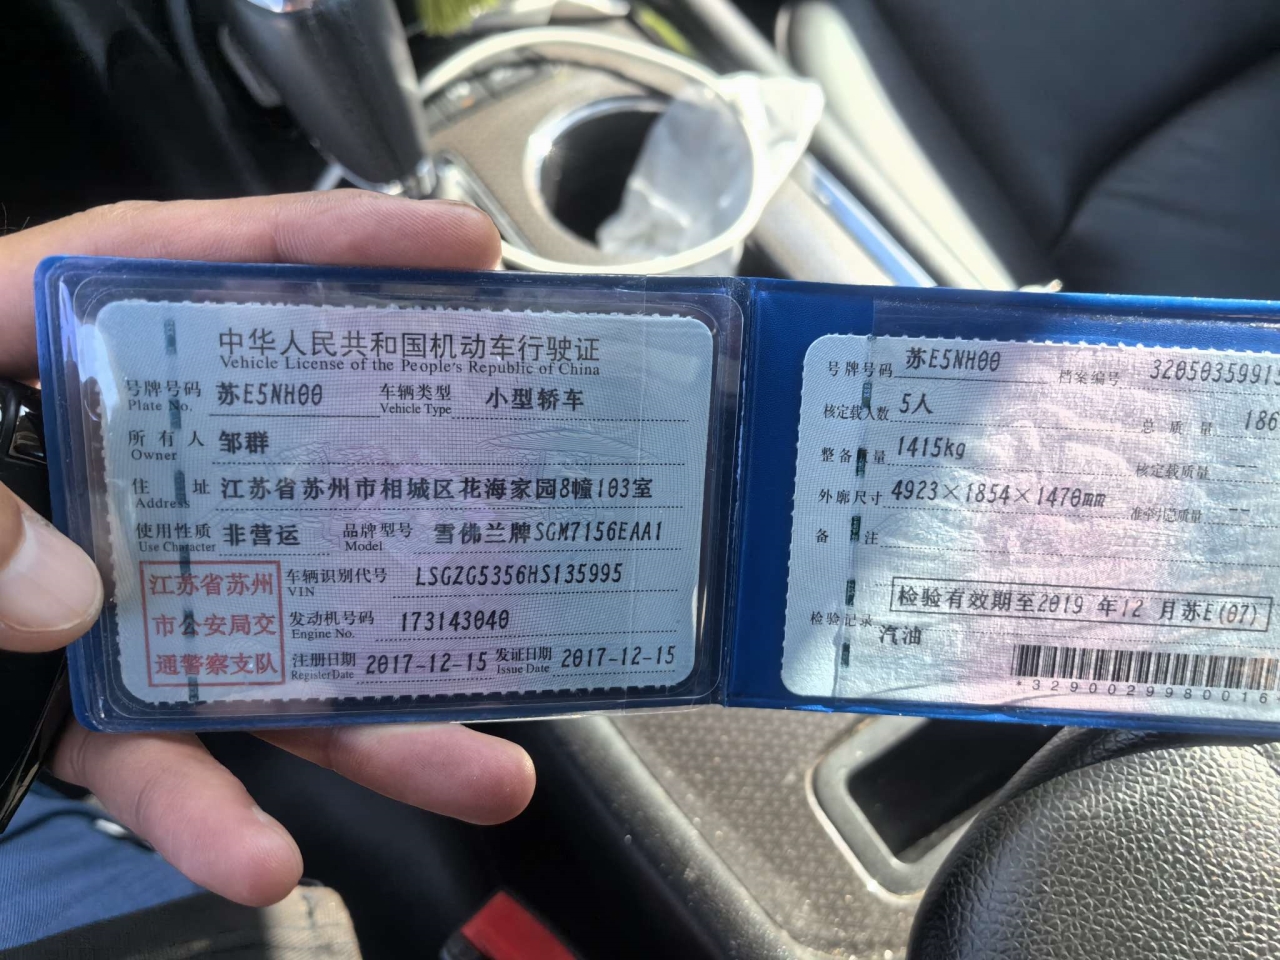 中华人民共和国机动车行驶证
Vehicle License of the People's Republic of China
号牌号码 苏E5NH00 车辆类型 小型轿车
Plate No. Vehicle Type
所有人 邹群
Owner
住址 江苏省苏州市相城区花海家园8幢103室
Address
使用性质 非营运 品牌型号 雪佛兰牌SGM7156EAA1
Use Character Model
江苏省苏州
市公安局交
通警察支队
车辆识别代号 LSGZG5356HS135995
VIN
发动机号码 173143040
Engine No.
注册日期 2017-12-15 发证日期 2017-12-15
Register Date Issue Date
号牌号码 苏E5NH00 档案编号 32050359915
核定载人数 5人 总质量 186
整备质量 1415kg 核定载质量 --
外廓尺寸 4923×1854×1470mm 准牵引总质量 --
备注
检验有效期至2019年12月苏E(07)
检验记录
汽油
*3290029980016